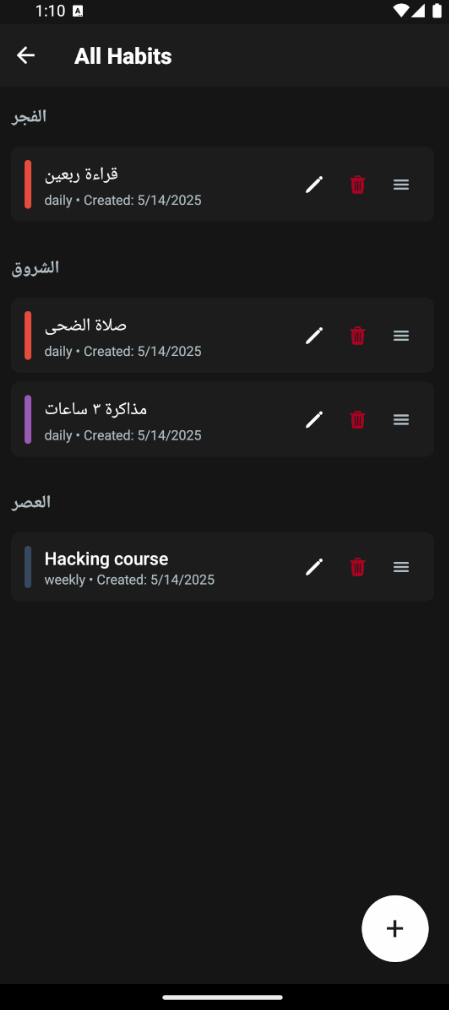 1:10
All Habits
الفجر
قراءة ربعين
daily • Created: 5/14/2025
الشروق
صلاة الضحى
daily • Created: 5/14/2025
مذاكرة ٣ ساعات
daily • Created: 5/14/2025
العصر
Hacking course
weekly • Created: 5/14/2025